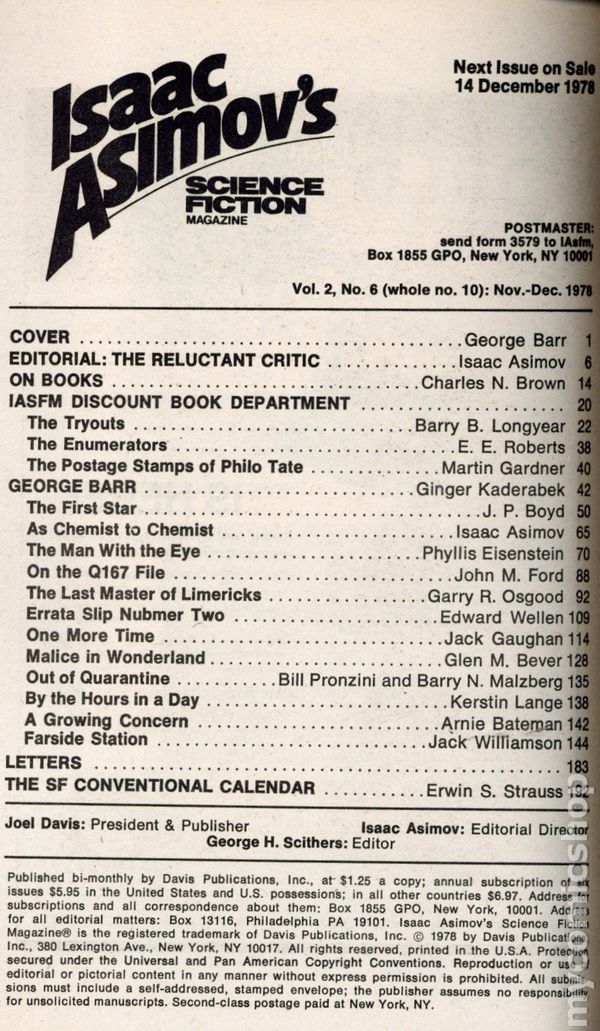 Isaac
Asimov's
SCIENCE
FICTION
MAGAZINE
Next Issue on Sale
14 December 1978
POSTMASTER:
send form 3579 to IAsfm,
Box 1855 GPO, New York, NY 10001
Vol. 2, No. 6 (whole no. 10): Nov.-Dec. 1978
COVER ........................................ George Barr 1
EDITORIAL: THE RELUCTANT CRITIC ............. Isaac Asimov 6
ON BOOKS ................................ Charles N. Brown 14
IASFM DISCOUNT BOOK DEPARTMENT ........................ 20
The Tryouts ............................. Barry B. Longyear 22
The Enumerators ............................. E. E. Roberts 38
The Postage Stamps of Philo Tate ............. Martin Gardner 40
GEORGE BARR ............................ Ginger Kaderabek 42
The First Star .................................. J. P. Boyd 50
As Chemist to Chemist ........................ Isaac Asimov 65
The Man With the Eye ...................... Phyllis Eisenstein 70
On the Q167 File ............................. John M. Ford 88
The Last Master of Limericks ................. Garry R. Osgood 92
Errata Slip Nubmer Two ..................... Edward Wellen 109
One More Time ............................. Jack Gaughan 114
Malice in Wonderland ........................ Glen M. Bever 128
Out of Quarantine ........... Bill Pronzini and Barry N. Malzberg 135
By the Hours in a Day ......................... Kerstin Lange 138
A Growing Concern .......................... Arnie Bateman 142
Farside Station ............................ Jack Williamson 144
LETTERS .................................................. 183
THE SF CONVENTIONAL CALENDAR ........... Erwin S. Strauss 192
Joel Davis: President & Publisher Isaac Asimov: Editorial Director
George H. Scithers: Editor
Published bi-monthly by Davis Publications, Inc., at $1.25 a copy; annual subscription of six
issues $5.95 in the United States and U.S. possessions; in all other countries $6.97. Address for
subscriptions and all correspondence about them: Box 1855 GPO, New York, 10001. Address
for all editorial matters: Box 13116, Philadelphia PA 19101. Isaac Asimov's Science Fiction
Magazine® is the registered trademark of Davis Publications, Inc. © 1978 by Davis Publications,
Inc., 380 Lexington Ave., New York, NY 10017. All rights reserved, printed in the U.S.A. Protection
secured under the Universal and Pan American Copyright Conventions. Reproduction or use of
editorial or pictorial content in any manner without express permission is prohibited. All submis-
sions must include a self-addressed, stamped envelope; the publisher assumes no responsibility
for unsolicited manuscripts. Second-class postage paid at New York, NY.
mycomicshop